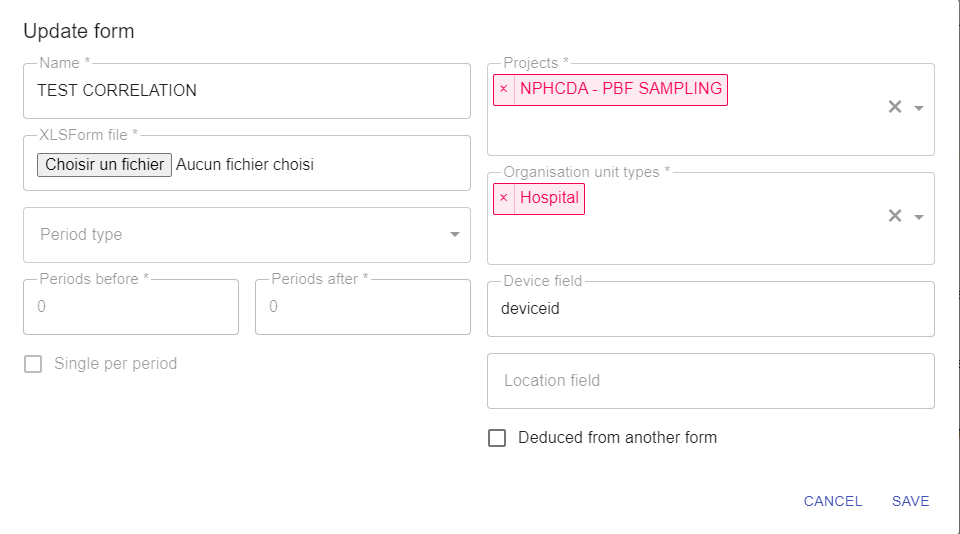 Update form
Name *
TEST CORRELATION
XLSForm file *
Choisir un fichier Aucun fichier choisi
Period type
Periods before *
0
Periods after *
0
Single per period
Projects *
× NPHCDA - PBF SAMPLING
Organisation unit types *
× Hospital
Device field
deviceid
Location field
Deduced from another form
CANCEL
SAVE